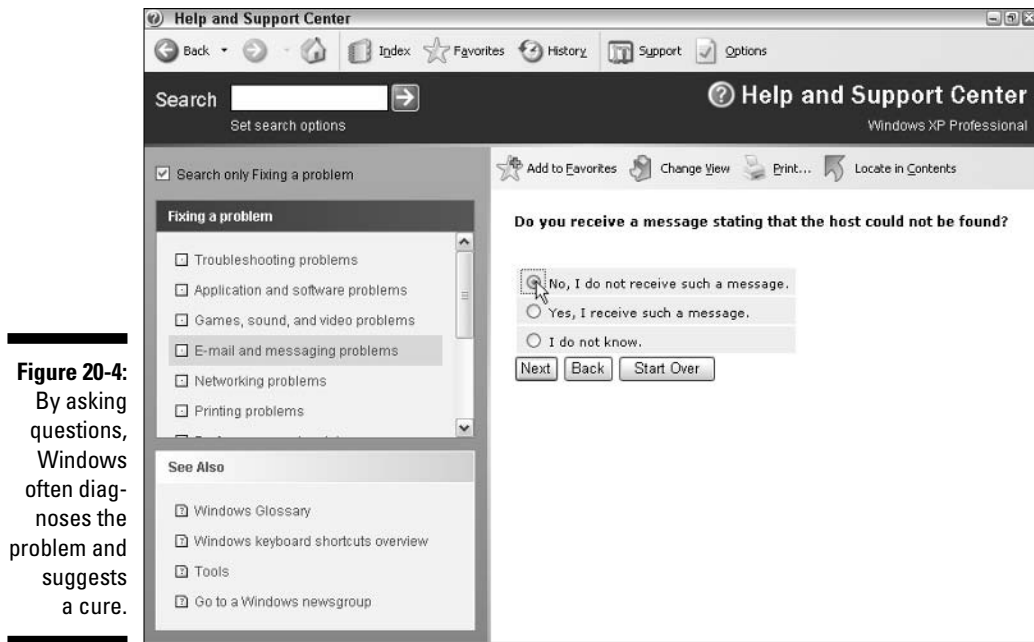 Help and Support Center
Back
Index
Favorites
History
Support
Options
Search
Set search options
Help and Support Center
Windows XP Professional
Search only Fixing a problem
Fixing a problem
Troubleshooting problems
Application and software problems
Games, sound, and video problems
E-mail and messaging problems
Networking problems
Printing problems
See Also
Windows Glossary
Windows keyboard shortcuts overview
Tools
Go to a Windows newsgroup
Add to Favorites
Change View
Print...
Locate in Contents
Do you receive a message stating that the host could not be found?
No, I do not receive such a message.
Yes, I receive such a message.
I do not know.
Next
Back
Start Over
Figure 20-4:
By asking
questions,
Windows
often diag-
noses the
problem and
suggests
a cure.